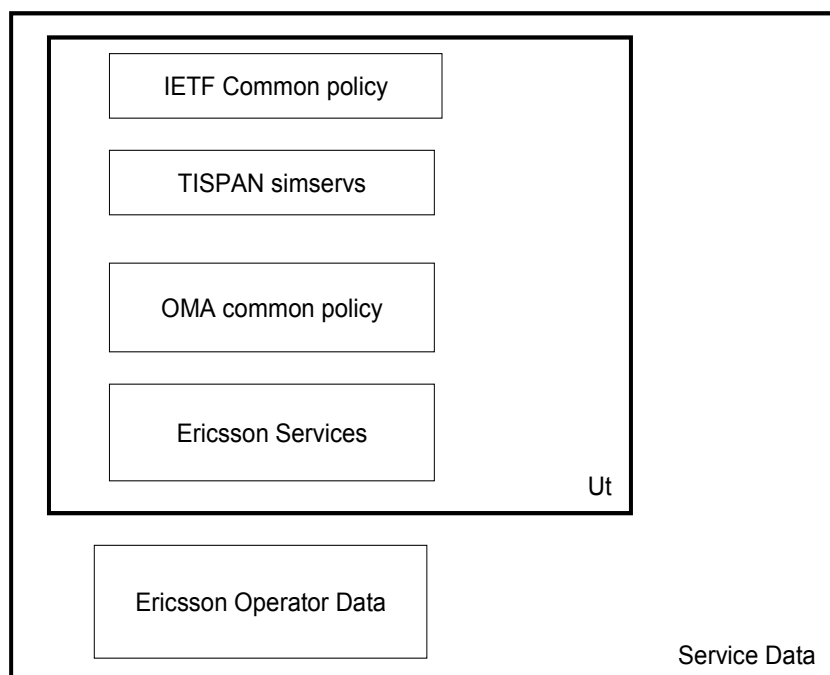 IETF Common policy
TISPAN simservs
OMA common policy
Ericsson Services
Ut
Ericsson Operator Data
Service Data